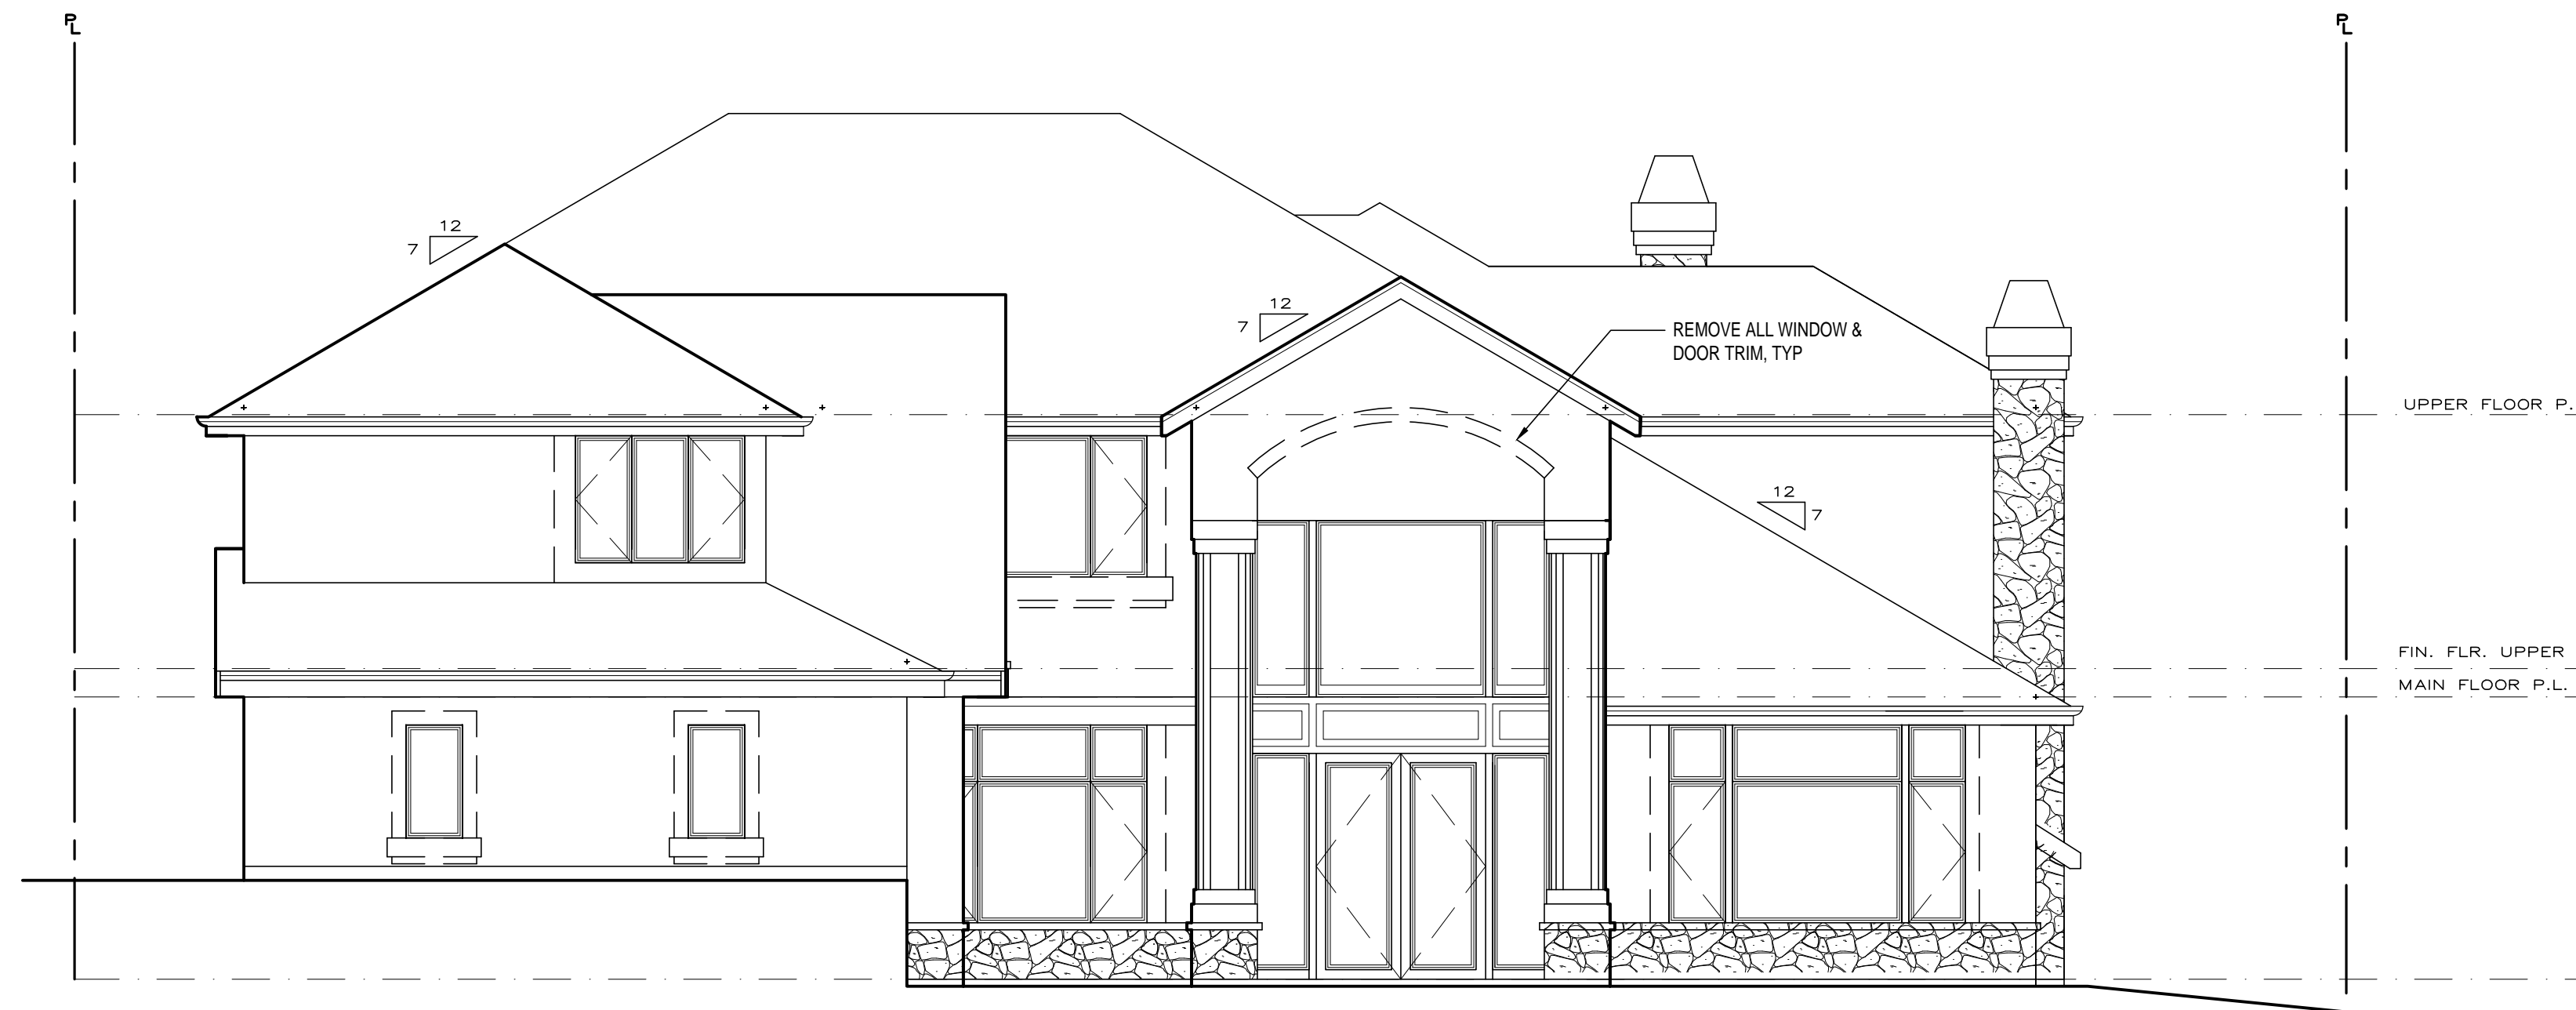 PL
PL
12
7
12
7
REMOVE ALL WINDOW &
DOOR TRIM, TYP
UPPER FLOOR P.
12
7
FIN. FLR. UPPER
MAIN FLOOR P.L.